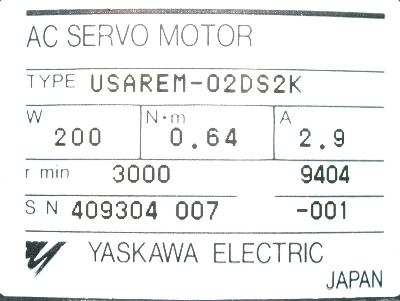 AC SERVO MOTOR
TYPE USAREM-02DS2K
W 200 N·m 0.64 A 2.9
r min 3000 9404
S N 409304 007 -001
YASKAWA ELECTRIC
JAPAN